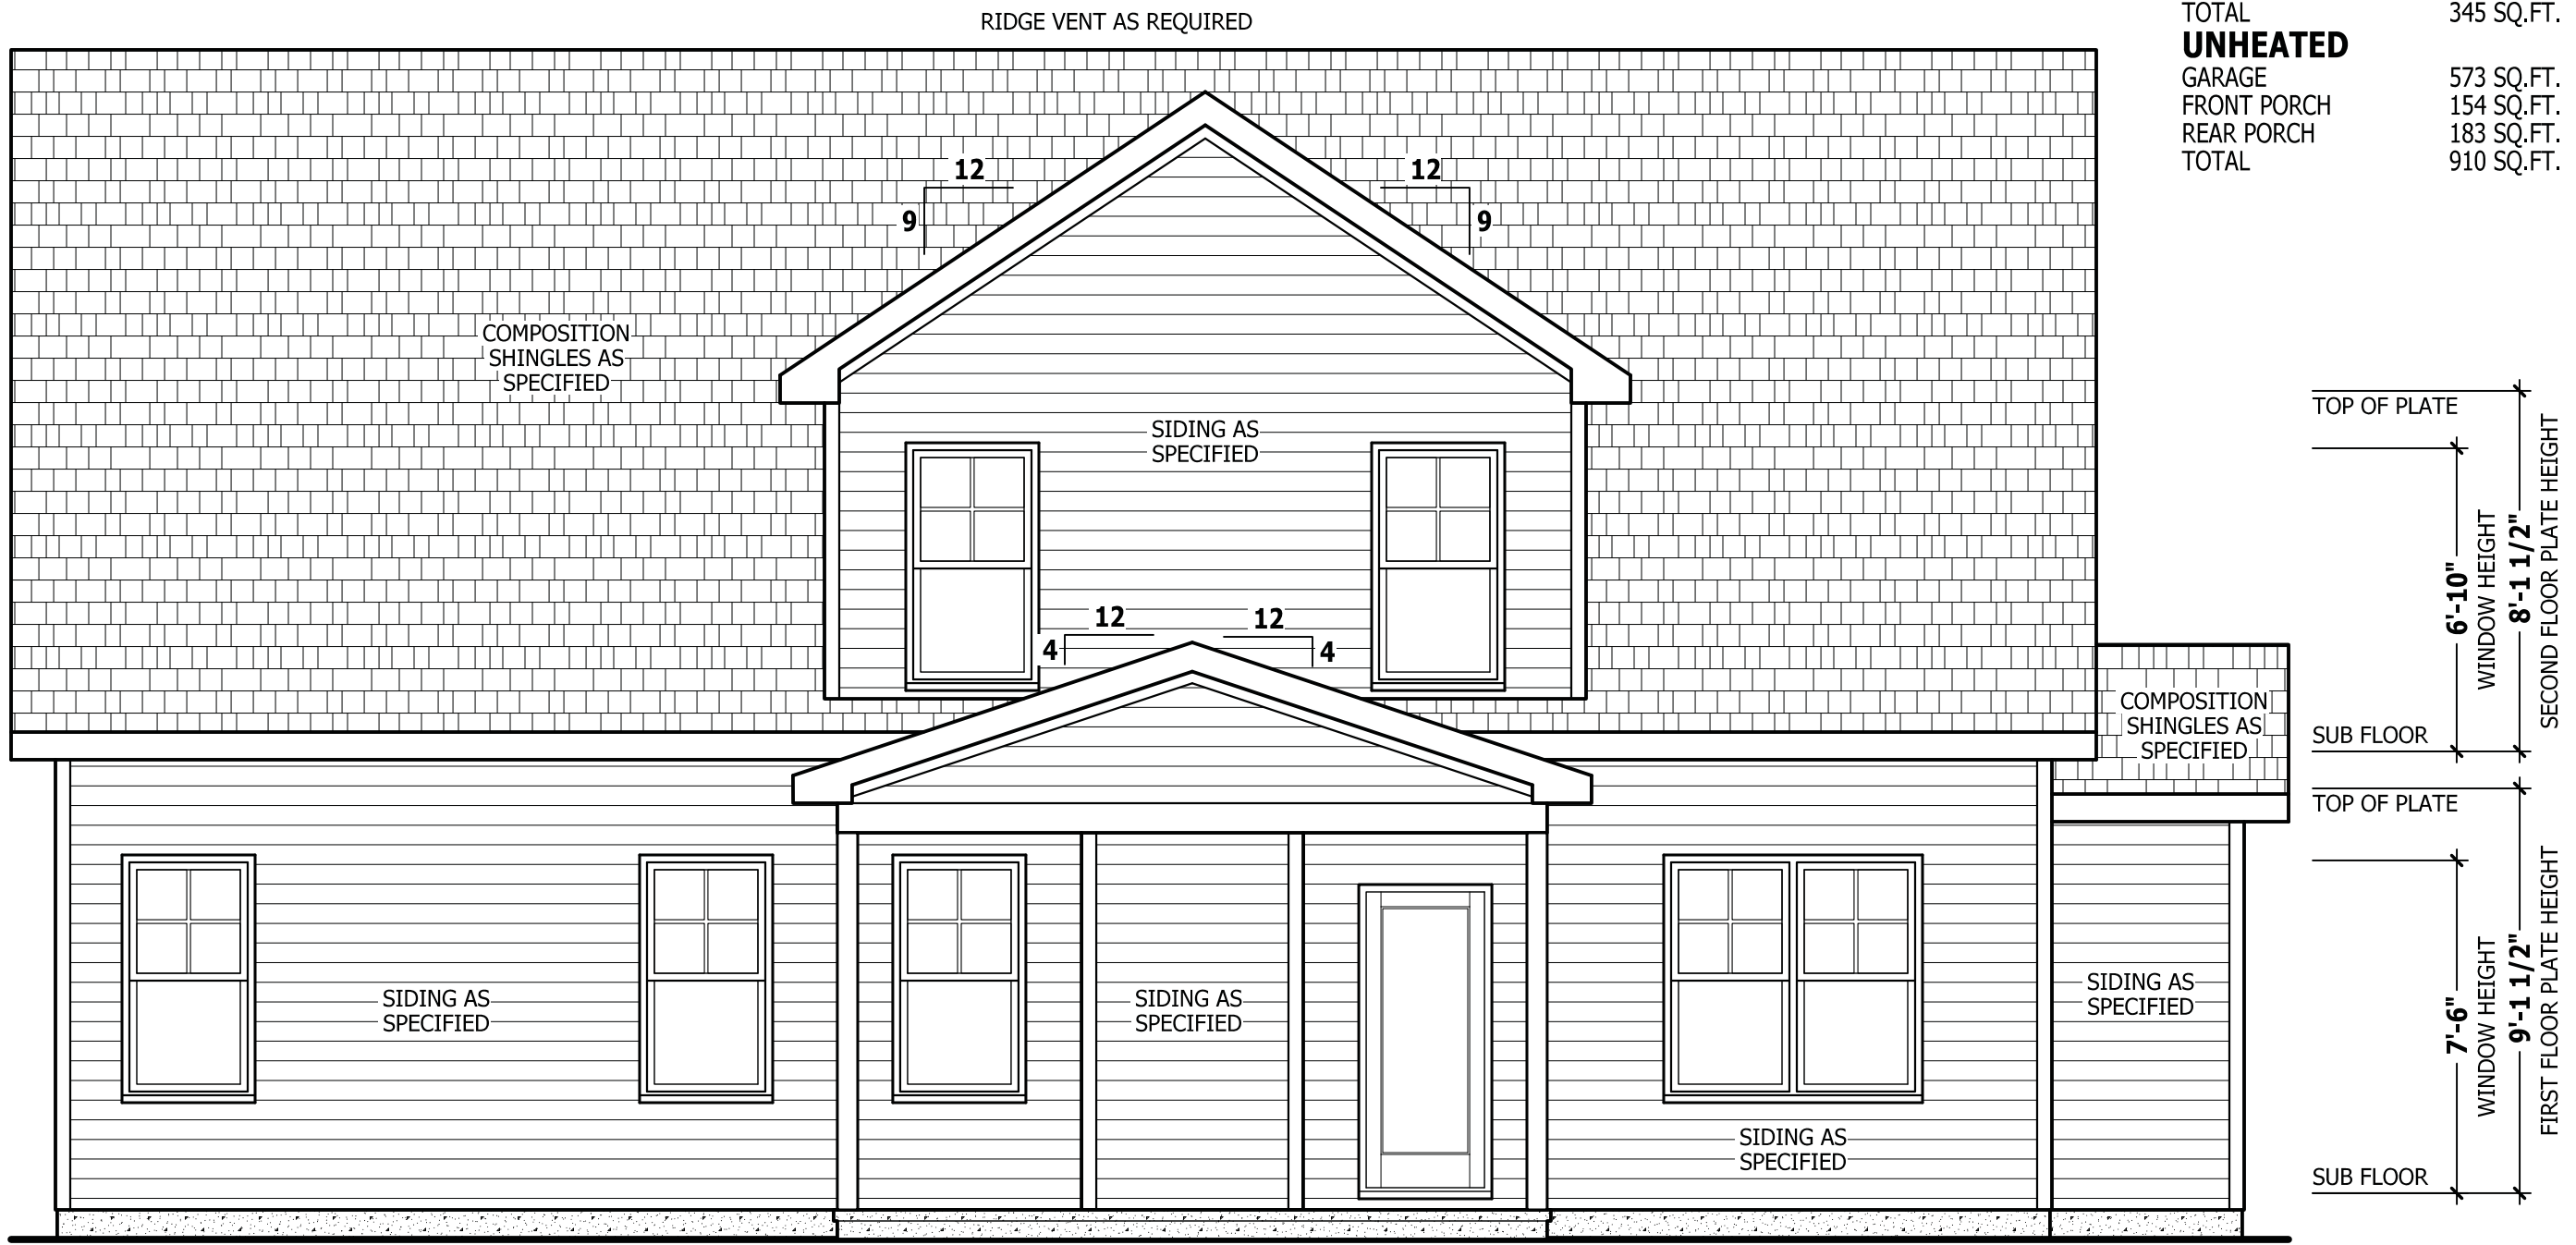 RIDGE VENT AS REQUIRED
TOTAL 345 SQ.FT.
UNHEATED
GARAGE 573 SQ.FT.
FRONT PORCH 154 SQ.FT.
REAR PORCH 183 SQ.FT.
TOTAL 910 SQ.FT.
12
9
12
9
COMPOSITION
SHINGLES AS
SPECIFIED
SIDING AS
SPECIFIED
12
4
12
4
COMPOSITION
SHINGLES AS
SPECIFIED
SIDING AS
SPECIFIED
SIDING AS
SPECIFIED
SIDING AS
SPECIFIED
SIDING AS
SPECIFIED
TOP OF PLATE
6'-10"
WINDOW HEIGHT
8'-1 1/2"
SECOND FLOOR PLATE HEIGHT
SUB FLOOR
TOP OF PLATE
7'-6"
WINDOW HEIGHT
9'-1 1/2"
FIRST FLOOR PLATE HEIGHT
SUB FLOOR